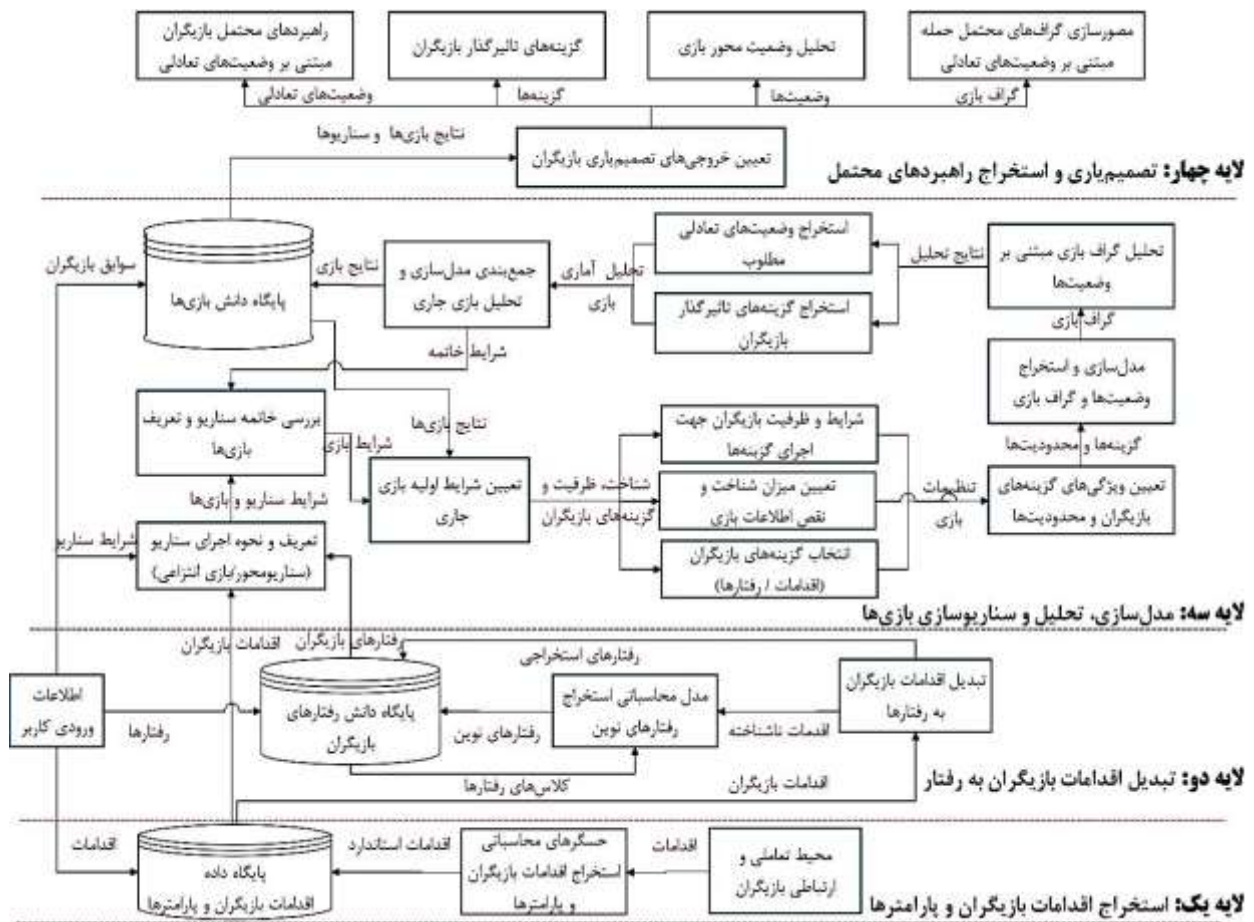 راهبردهای محتمل بازیگران
مبتنی بر وضعیت‌های تعادلی
گزینه‌های تاثیرگذار بازیگران
تحلیل وضعیت محور بازی
مصورسازی گراف‌های محتمل حمله
مبتنی بر وضعیت‌های تعادلی
وضعیت‌های تعادلی
گزینه‌ها
وضعیت‌ها
گراف بازی
نتایج بازی‌ها و سناریوها
تعیین خروجی‌های تصمیم‌یاری بازیگران
لایه چهار: تصمیم‌یاری و استخراج راهبردهای محتمل
سوابق بازیگران
پایگاه دانش بازی‌ها
نتایج بازی
جمع‌بندی مدل‌سازی و
تحلیل بازی جاری
تحلیل آماری
بازی
استخراج وضعیت‌های تعادلی
مطلوب
استخراج گزینه‌های تاثیرگذار
بازیگران
نتایج تحلیل
تحلیل گراف بازی مبتنی بر
وضعیت‌ها
گراف بازی
مدل‌سازی و استخراج
وضعیت‌ها و گراف بازی
گزینه‌ها و محدودیت‌ها
تعیین ویژگی‌های گزینه‌های
بازیگران و محدودیت‌ها
تنظیمات
بازی
شرایط خاتمه
بررسی خاتمه سناریو و تعریف
بازی‌ها
شرایط بازی
نتایج بازی‌ها
تعیین شرایط اولیه بازی
جاری
شناخت، ظرفیت و
گزینه‌های بازیگران
شرایط و ظرفیت بازیگران جهت
اجرای گزینه‌ها
تعیین میزان شناخت و
نقص اطلاعات بازی
انتخاب گزینه‌های بازیگران
(اقدامات / رفتارها)
شرایط سناریو و بازی‌ها
شرایط سناریو
تعریف و نحوه اجرای سناریو
(سناریومحور/بازی انتزاعی)
لایه سه: مدل‌سازی، تحلیل و سناریوسازی بازی‌ها
اقدامات بازیگران
رفتارهای بازیگران
رفتارهای استخراجی
اطلاعات
ورودی کاربر
رفتارها
پایگاه دانش رفتارهای
بازیگران
رفتارهای نوین
مدل محاسباتی استخراج
رفتارهای نوین
اقدمات ناشناخته
تبدیل اقدامات بازیگران
به رفتارها
کلاس‌های رفتارها
اقدامات بازیگران
لایه دو: تبدیل اقدامات بازیگران به رفتار
اقدامات
پایگاه داده
اقدامات بازیگران و پارامترها
اقدامات استاندارد
حسگرهای محاسباتی
استخراج اقدامات بازیگران
و پارامترها
اقدامات
محیط تعاملی و
ارتباطی بازیگران
لایه یک: استخراج اقدامات بازیگران و پارامترها